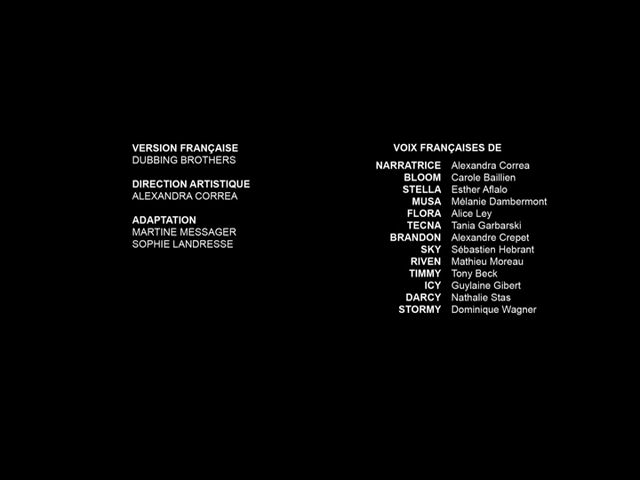 VERSION FRANÇAISE
DUBBING BROTHERS
DIRECTION ARTISTIQUE
ALEXANDRA CORREA
ADAPTATION
MARTINE MESSAGER
SOPHIE LANDRESSE
VOIX FRANÇAISES DE
NARRATRICE Alexandra Correa
BLOOM Carole Baillien
STELLA Esther Aflalo
MUSA Mélanie Dambermont
FLORA Alice Ley
TECNA Tania Garbarski
BRANDON Alexandre Crepet
SKY Sébastien Hebrant
RIVEN Mathieu Moreau
TIMMY Tony Beck
ICY Guylaine Gibert
DARCY Nathalie Stas
STORMY Dominique Wagner